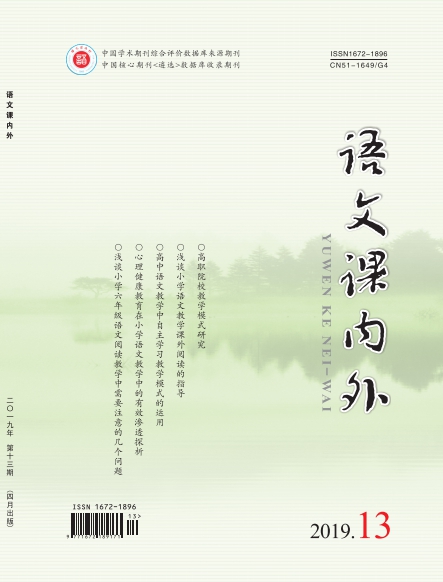 中国学术期刊综合评价数据库来源期刊
中国核心期刊<遴选>数据库收录期刊
ISSN1672-1896
CN51-1649/G4
语文课内外
语文课内外
YUWEN KE NEI-WAI
○高职院校教学模式研究
○浅谈小学语文教学课外阅读的指导
○高中语文教学中自主学习教学模式的运用
○心理健康教育在小学语文教学中的有效渗透探析
○浅谈小学六年级语文阅读教学中需要注意的几个问题
二〇一九年 第十三期 (四月出版)
ISSN 1672-1896
13>
9 771672 189171
2019.13